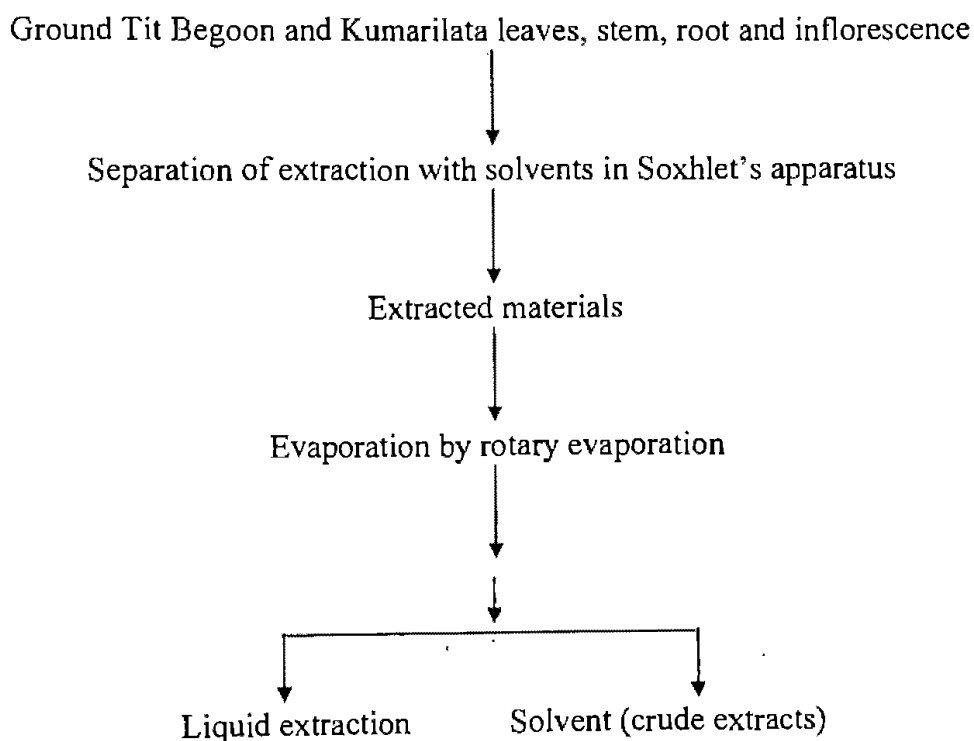 Ground Tit Begoon and Kumarilata leaves, stem, root and inflorescence
Separation of extraction with solvents in Soxhlet's apparatus
Extracted materials
Evaporation by rotary evaporation
Liquid extraction
Solvent (crude extracts)